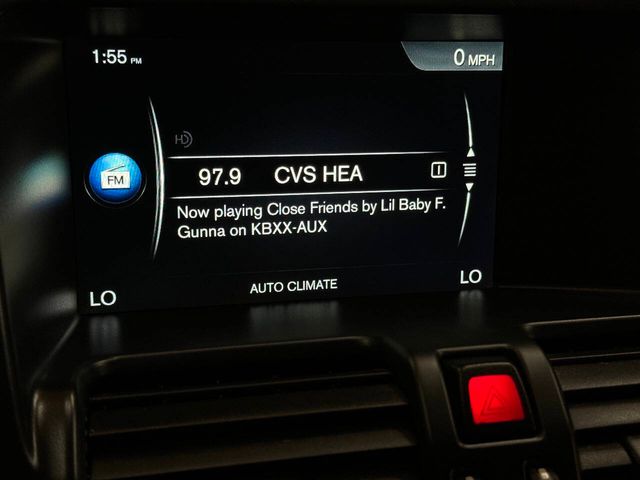 1:55 PM
0 MPH
HD
FM
97.9 CVS HEA I
Now playing Close Friends by Lil Baby F.
Gunna on KBXX-AUX
LO AUTO CLIMATE LO